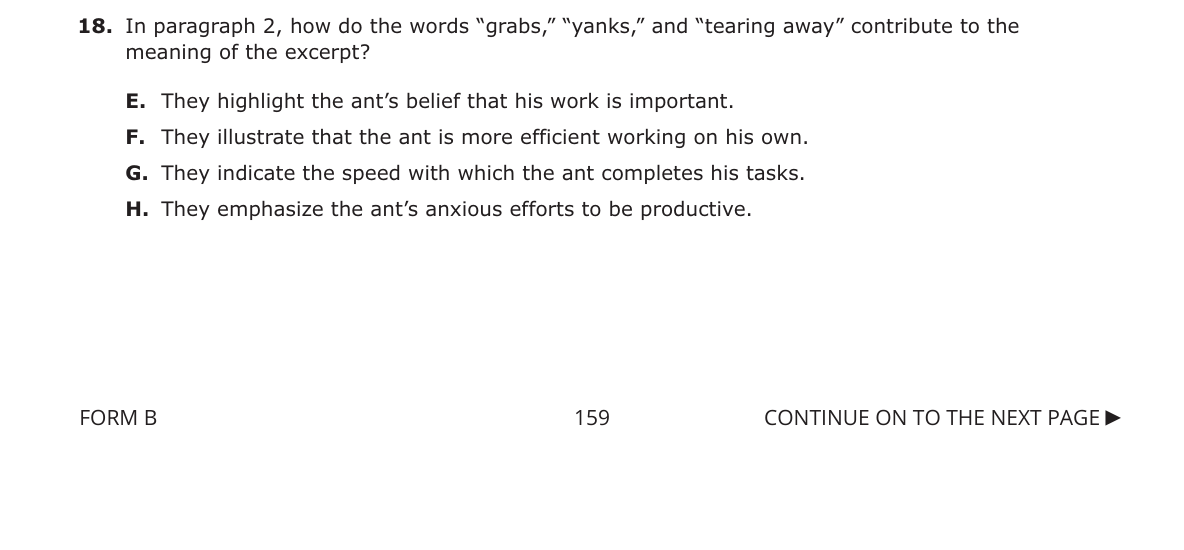 18. In paragraph 2, how do the words “grabs,” “yanks,” and “tearing away” contribute to the
meaning of the excerpt?
E. They highlight the ant’s belief that his work is important.
F. They illustrate that the ant is more efficient working on his own.
G. They indicate the speed with which the ant completes his tasks.
H. They emphasize the ant’s anxious efforts to be productive.
FORM B 159 CONTINUE ON TO THE NEXT PAGE ▶